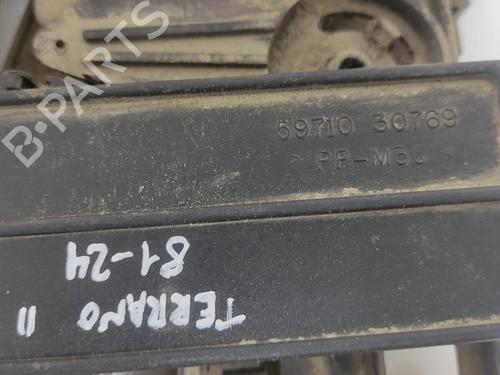 B-PARTS
59710 30769
> PP-M30 <
TERRANO II
81-24